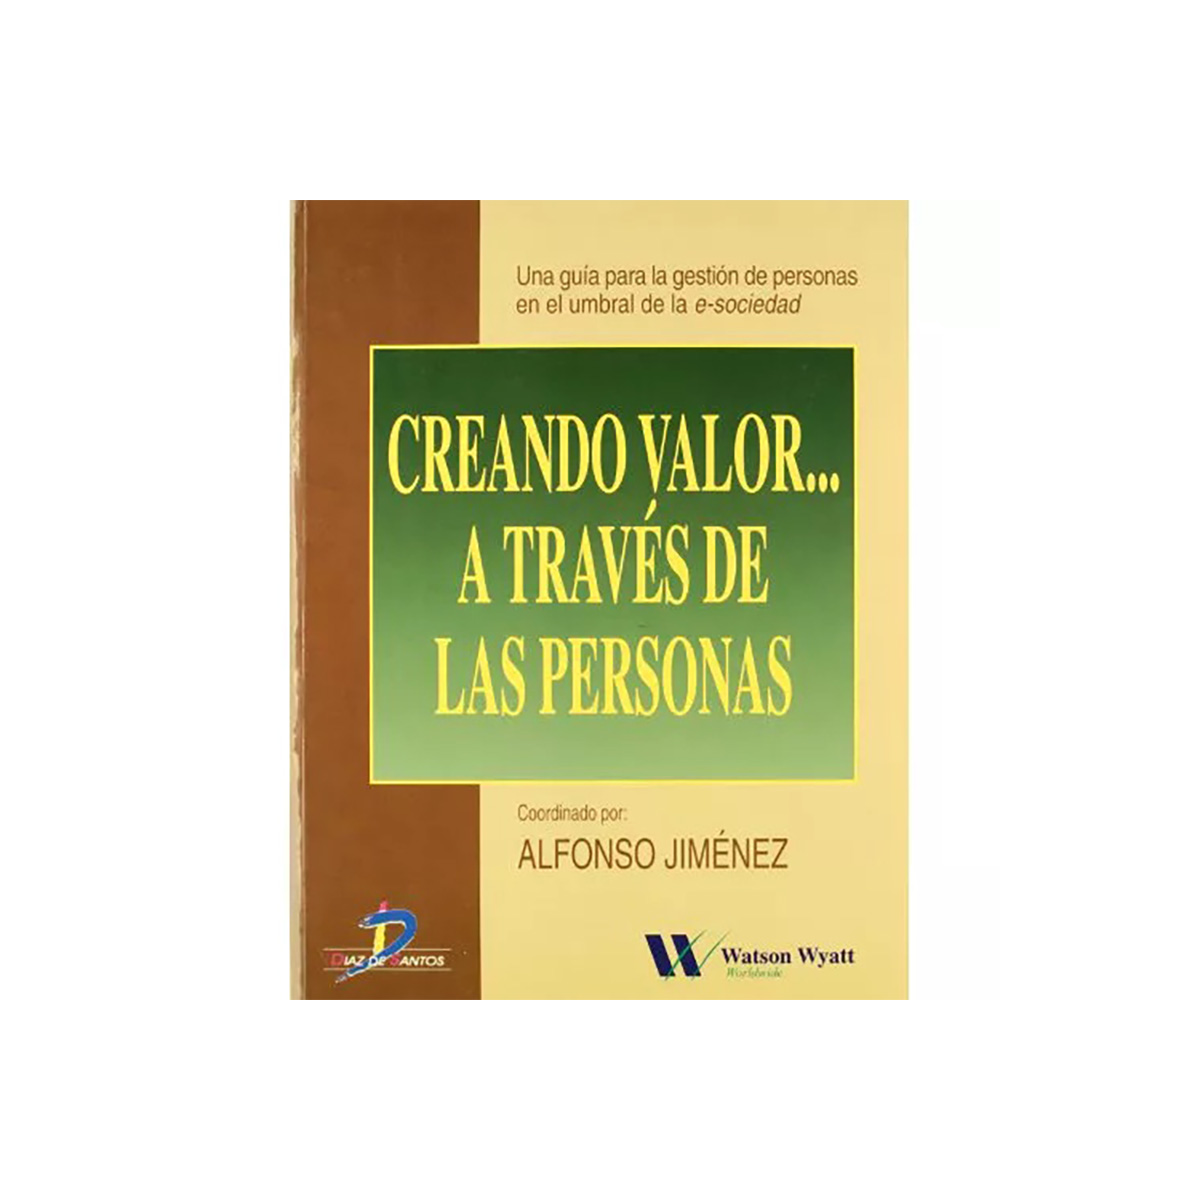 Una guía para la gestión de personas
en el umbral de la e-sociedad
CREANDO VALOR...
A TRAVÉS DE
LAS PERSONAS
Coordinado por:
ALFONSO JIMÉNEZ
DIAZ DE SANTOS
Watson Wyatt
Worldwide